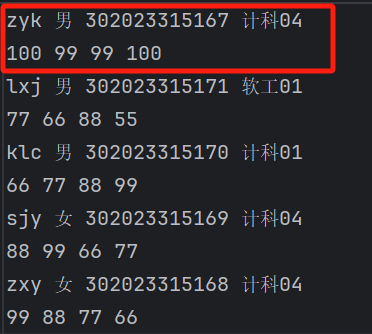 zyk 男 302023315167 计科04
100 99 99 100
lxj 男 302023315171 软工01
77 66 88 55
klc 男 302023315170 计科01
66 77 88 99
sjy 女 302023315169 计科04
88 99 66 77
zxy 女 302023315168 计科04
99 88 77 66